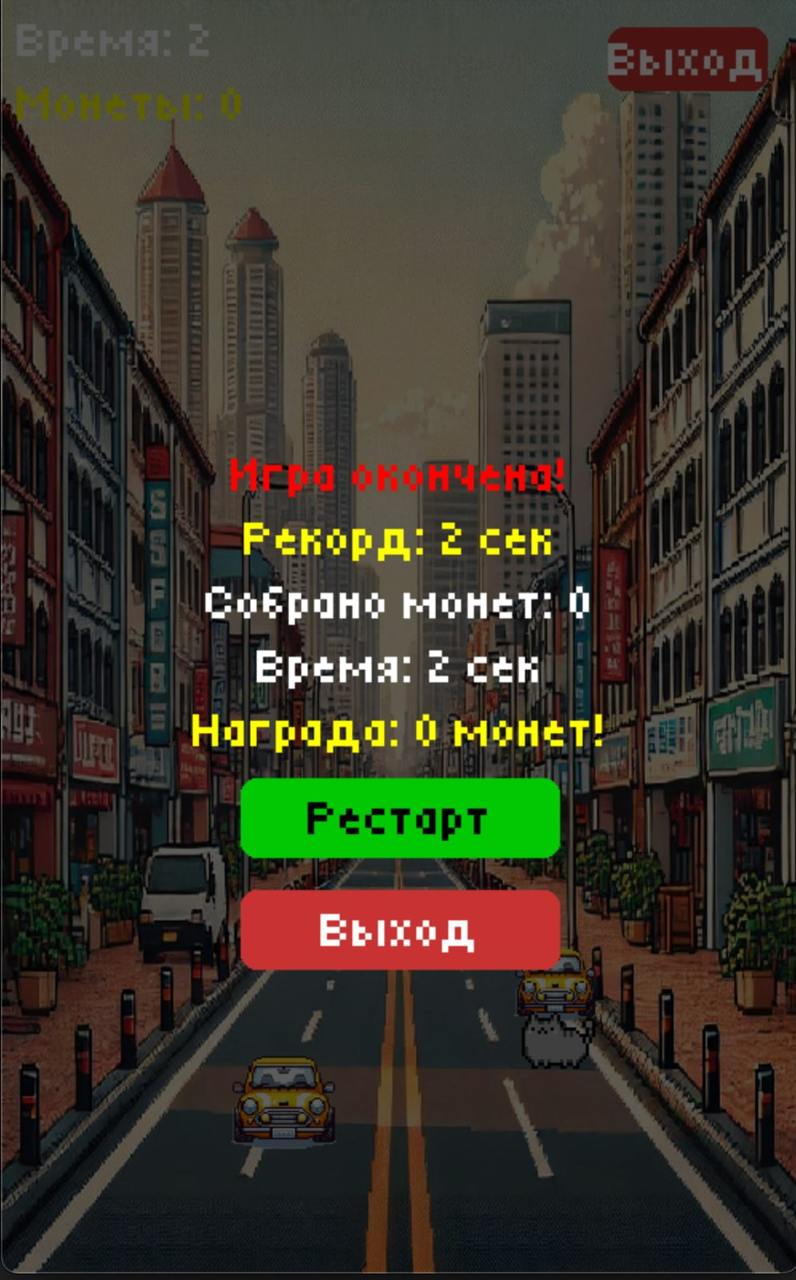 Время: 2
Выход
Монеты: 0
Игра окончена!
Рекорд: 2 сек
Собрано монет: 0
Время: 2 сек
Награда: 0 монет!
Рестарт
Выход